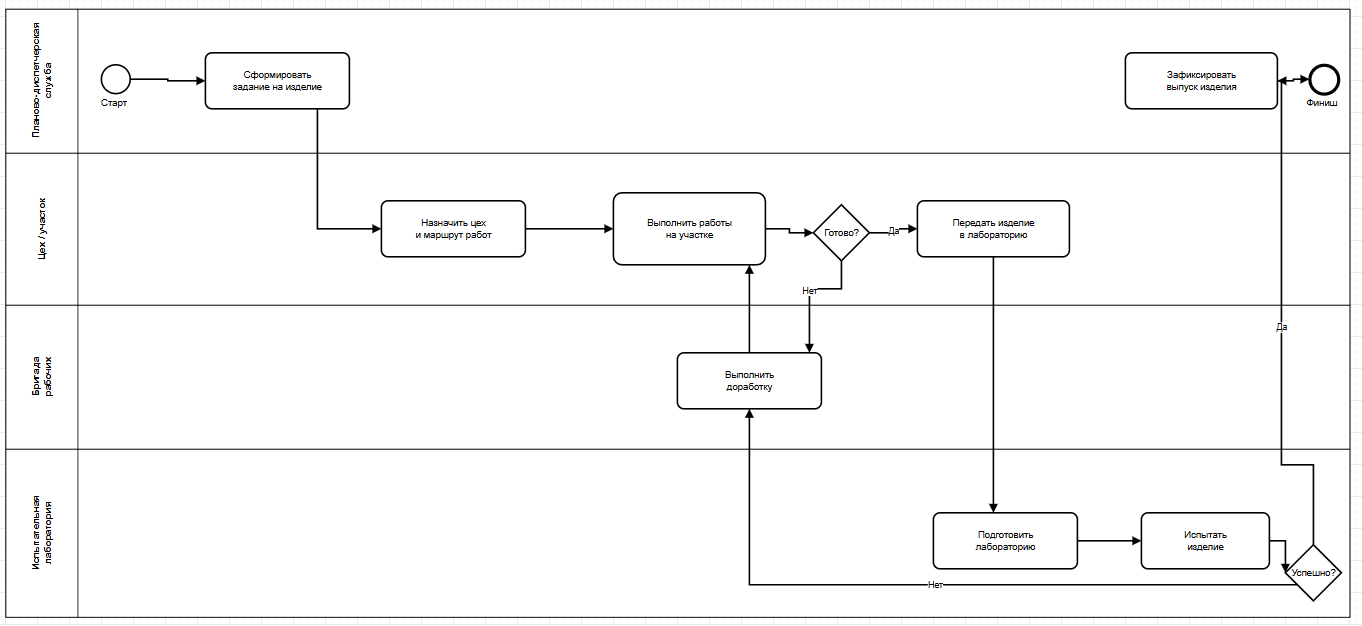 Планово-диспетчерская
служба
Старт
Сформировать
задание на изделие
Зафиксировать
выпуск изделия
Финиш
Цех / участок
Назначить цех
и маршрут работ
Выполнить работы
на участке
Готово?
Да
Передать изделие
в лабораторию
Нет
Бригада
рабочих
Выполнить
доработку
Да
Испытательная
лаборатория
Подготовить
лабораторию
Испытать
изделие
Успешно?
Нет